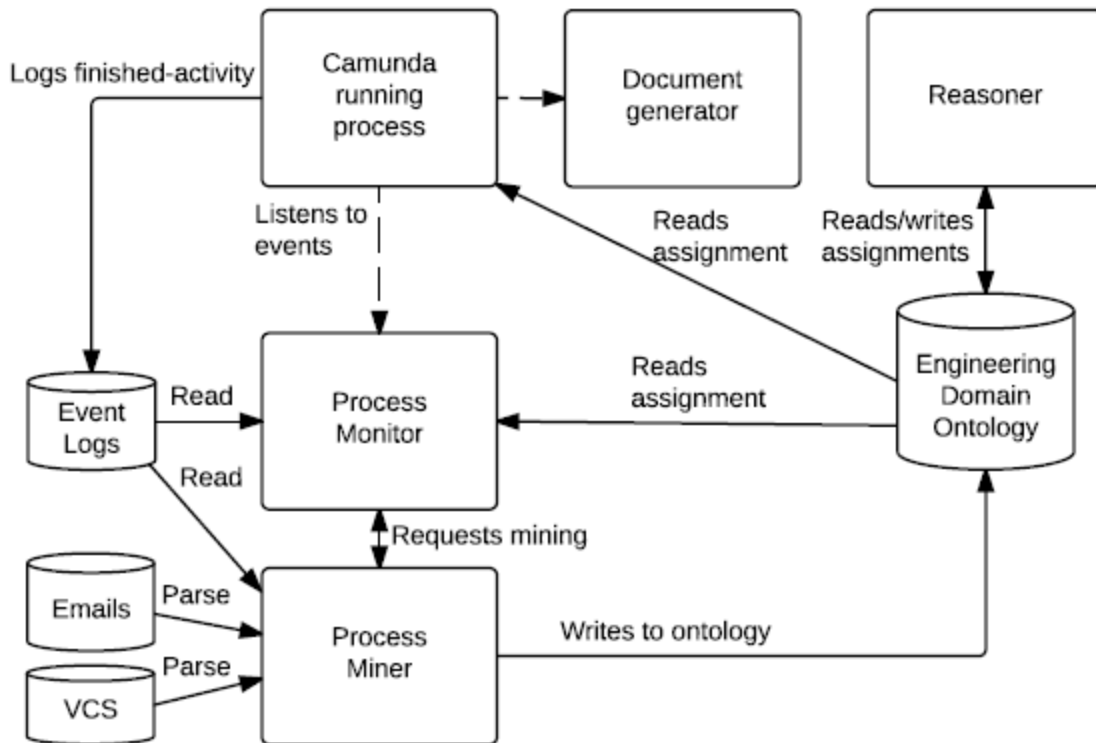 Logs finished-activity
Camunda
running
process
Document
generator
Reasoner
Listens to
events
Reads
assignment
Reads/writes
assignments
Event
Logs
Read
Process
Monitor
Reads
assignment
Engineering
Domain
Ontology
Read
Requests mining
Emails
Parse
Process
Miner
Writes to ontology
Parse
VCS